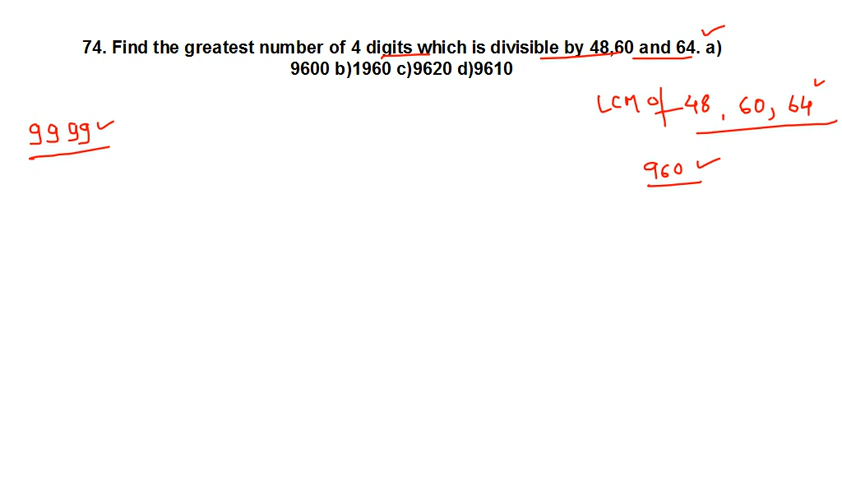 74. Find the greatest number of 4 digits which is divisible by 48,60 and 64. a)
9600 b)1960 c)9620 d)9610
LCM of 48, 60, 64
9999
960